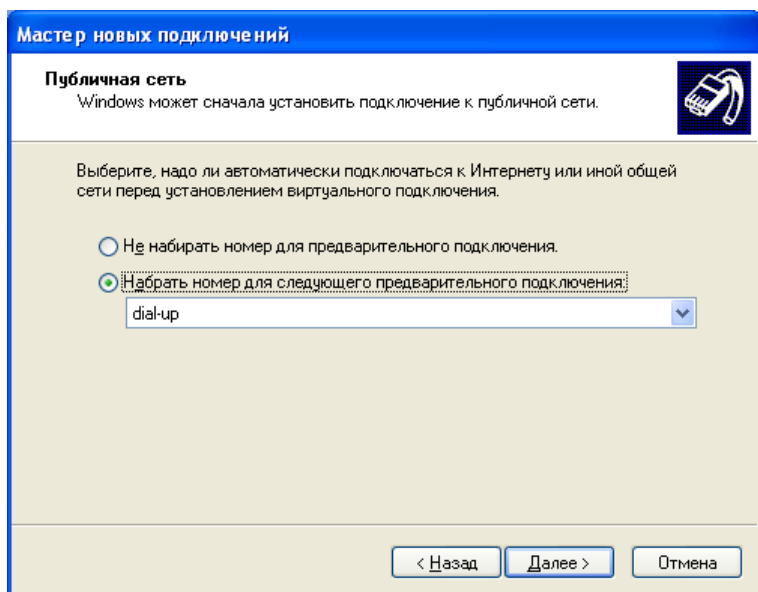 Мастер новых подключений
Публичная сеть
Windows может сначала установить подключение к публичной сети.
Выберите, надо ли автоматически подключаться к Интернету или иной общей
сети перед установлением виртуального подключения.
Не набирать номер для предварительного подключения.
Набрать номер для следующего предварительного подключения:
dial-up
< Назад
Далее >
Отмена